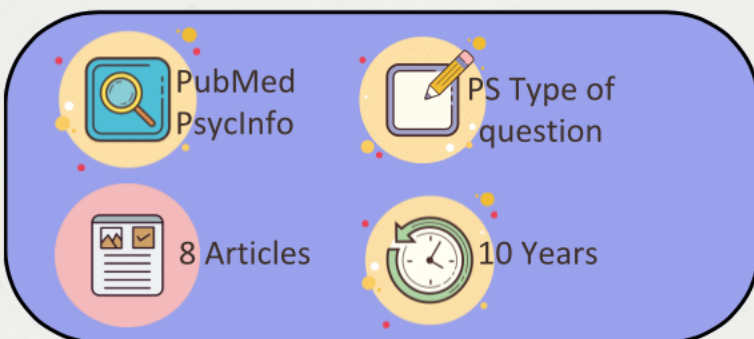 PubMed
PsycInfo
PS Type of
question
8 Articles
10 Years